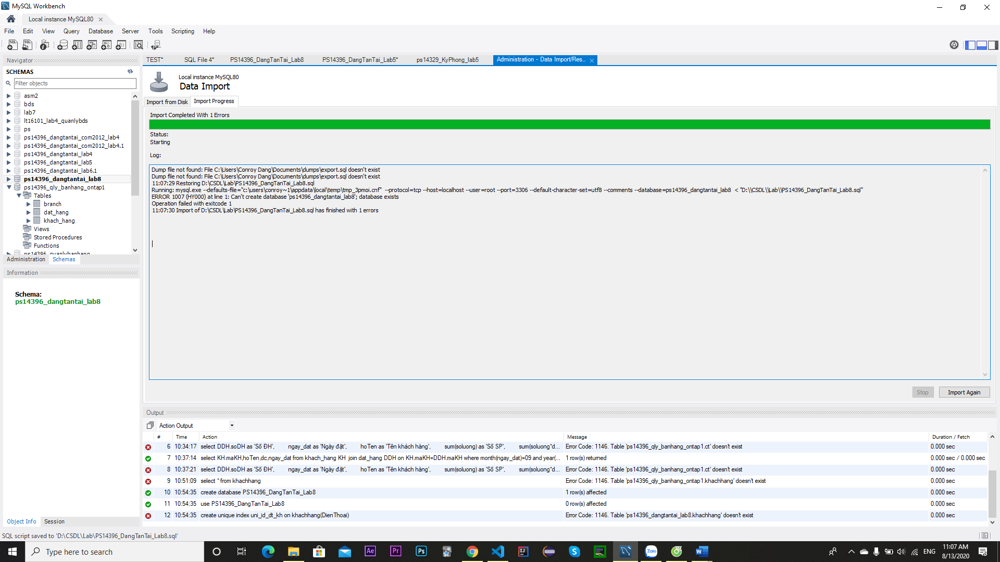 MySQL Workbench
Local instance MySQL80
File Edit View Query Database Server Tools Scripting Help
Navigator
SCHEMAS
Filter objects
asm2
bds
lab7
lt16101_lab4_quanlybds
ps
ps14396_dangtantai_com2012_lab4
ps14396_dangtantai_com2012_lab4.1
ps14396_dangtantai_lab4
ps14396_dangtantai_lab5
ps14396_dangtantai_lab6.1
ps14396_dangtantai_lab8
ps14396_qly_banhang_ontap1
Tables
branch
dat_hang
khach_hang
Views
Stored Procedures
Functions
ps14396_quanlybanhang
Administration Schemas
Information
Schema:
ps14396_dangtantai_lab8
Object Info Session
TEST* SQL File 4* PS14396_DangTanTai_Lab8 PS14396_DangTanTai_Lab5* ps14329_KyPhong_lab5 Administration - Data Import/Res...
Local instance MySQL80
Data Import
Import from Disk Import Progress
Import Completed With 1 Errors
Status:
Starting
Log:
Dump file not found: File C:\Users\Conroy Dang\Documents\dumps\export.sql doesn't exist
Dump file not found: File C:\Users\Conroy Dang\Documents\dumps\export.sql doesn't exist
11:07:29 Restoring D:\CSDL\Lab\PS14396_DangTanTai_Lab8.sql
Running: mysql.exe --defaults-file="c:\users\conroy~1\appdata\local\temp\tmp_3pmoi.cnf" --protocol=tcp --host=localhost --user=root --port=3306 --default-character-set=utf8 --comments --database=ps14396_dangtantai_lab8 < "D:\\CSDL\\Lab\\PS14396_DangTanTai_Lab8.sql"
ERROR 1007 (HY000) at line 1: Can't create database 'ps14396_dangtantai_lab8'; database exists
Operation failed with exitcode 1
11:07:30 Import of D:\CSDL\Lab\PS14396_DangTanTai_Lab8.sql has finished with 1 errors
Stop Import Again
Output
Action Output
# Time Action Message Duration / Fetch
6 10:34:17 select DDH.soDH as 'Số ĐH', ngay_dat as 'Ngày đặt', hoTen as 'Tên khách hàng', sum(soluong) as 'Số SP', sum(soluong*d... Error Code: 1146. Table 'ps14396_qly_banhang_ontap1.ct' doesn't exist 0.000 sec
7 10:37:14 select KH.maKH,hoTen,dc,ngay_dat from khach_hang KH join dat_hang DDH on KH.maKH=DDH.maKH where month(ngay_dat)=09 and year(... 1 row(s) returned 0.000 sec / 0.000 sec
8 10:37:21 select DDH.soDH as 'Số ĐH', ngay_dat as 'Ngày đặt', hoTen as 'Tên khách hàng', sum(soluong) as 'Số SP', sum(soluong*d... Error Code: 1146. Table 'ps14396_qly_banhang_ontap1.ct' doesn't exist 0.000 sec
9 10:51:09 select * from khachhang Error Code: 1146. Table 'ps14396_qly_banhang_ontap1.khachhang' doesn't exist 0.000 sec
10 10:54:35 create database PS14396_DangTanTai_Lab8 1 row(s) affected 0.000 sec
11 10:54:35 use PS14396_DangTanTai_Lab8 0 row(s) affected 0.000 sec
12 10:54:35 create unique index uni_id_dt_kh on khachhang(DienThoai) Error Code: 1146. Table 'ps14396_dangtantai_lab8.khachhang' doesn't exist 0.000 sec
SQL script saved to 'D:\CSDL\Lab\PS14396_DangTanTai_Lab8.sql'
Type here to search
ENG
11:07 AM
8/13/2020